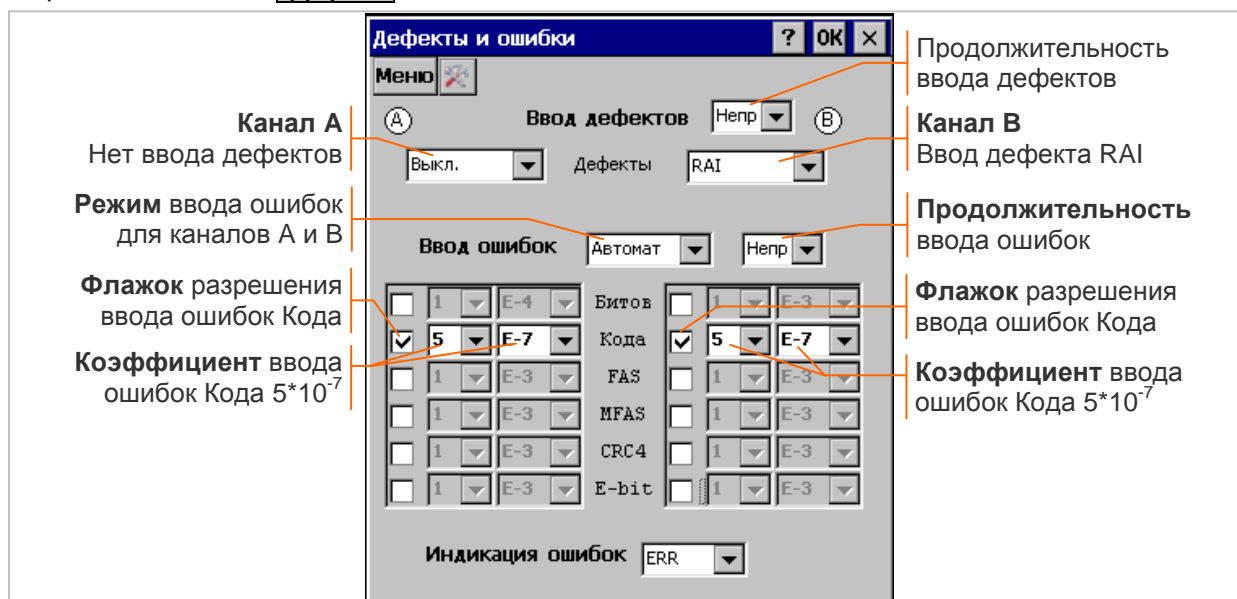 Дефекты и ошибки ? OK ×
Меню
Продолжительность
ввода дефектов
Канал А
Нет ввода дефектов
A Ввод дефектов Непр B
Канал В
Ввод дефекта RAI
Выкл. Дефекты RAI
Режим ввода ошибок
для каналов А и В
Продолжительность
ввода ошибок
Ввод ошибок Автомат Непр
Флажок разрешения
ввода ошибок Кода
Флажок разрешения
ввода ошибок Кода
1 E-4 Битов 1 E-3
5 E-7 Кода 5 E-7
Коэффициент ввода
ошибок Кода 5*10⁻⁷
Коэффициент ввода
ошибок Кода 5*10⁻⁷
1 E-3 FAS 1 E-3
1 E-3 MFAS 1 E-3
1 E-3 CRC4 1 E-3
1 E-3 E-bit 1 E-3
Индикация ошибок ERR